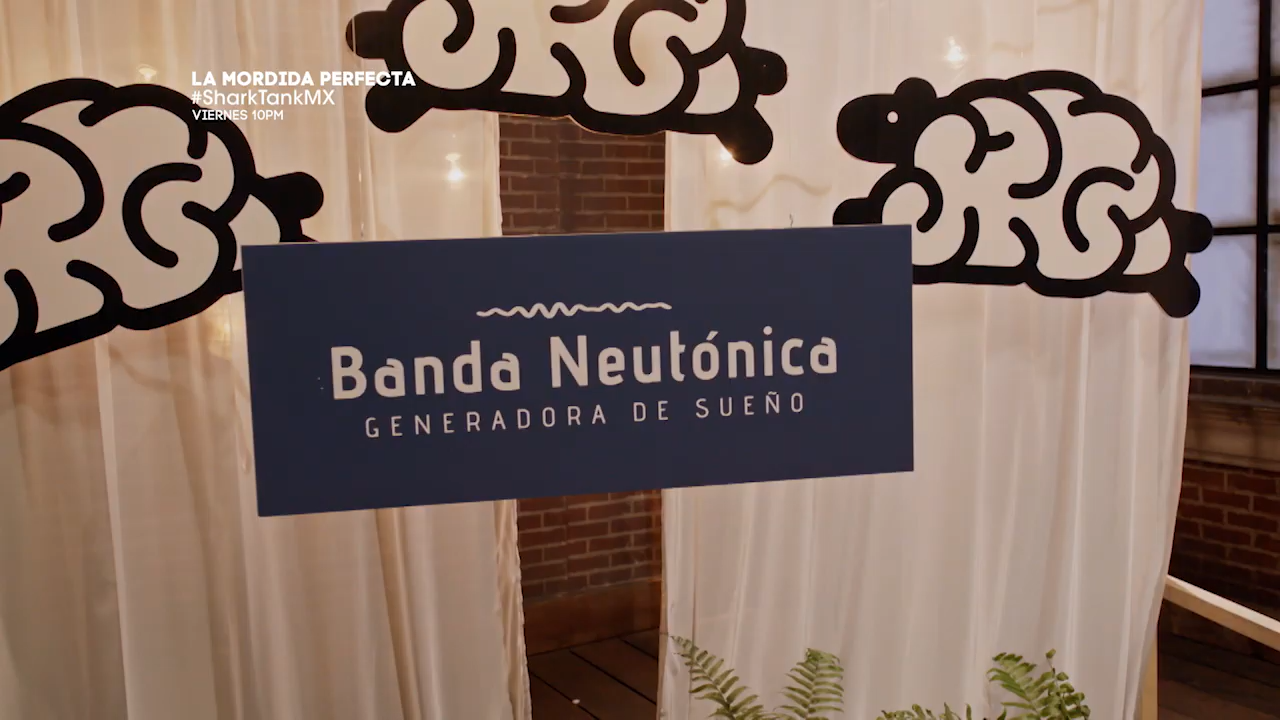 LA MORDIDA PERFECTA
#SharkTankMX
VIERNES 10PM
Banda Neutónica
GENERADORA DE SUEÑO